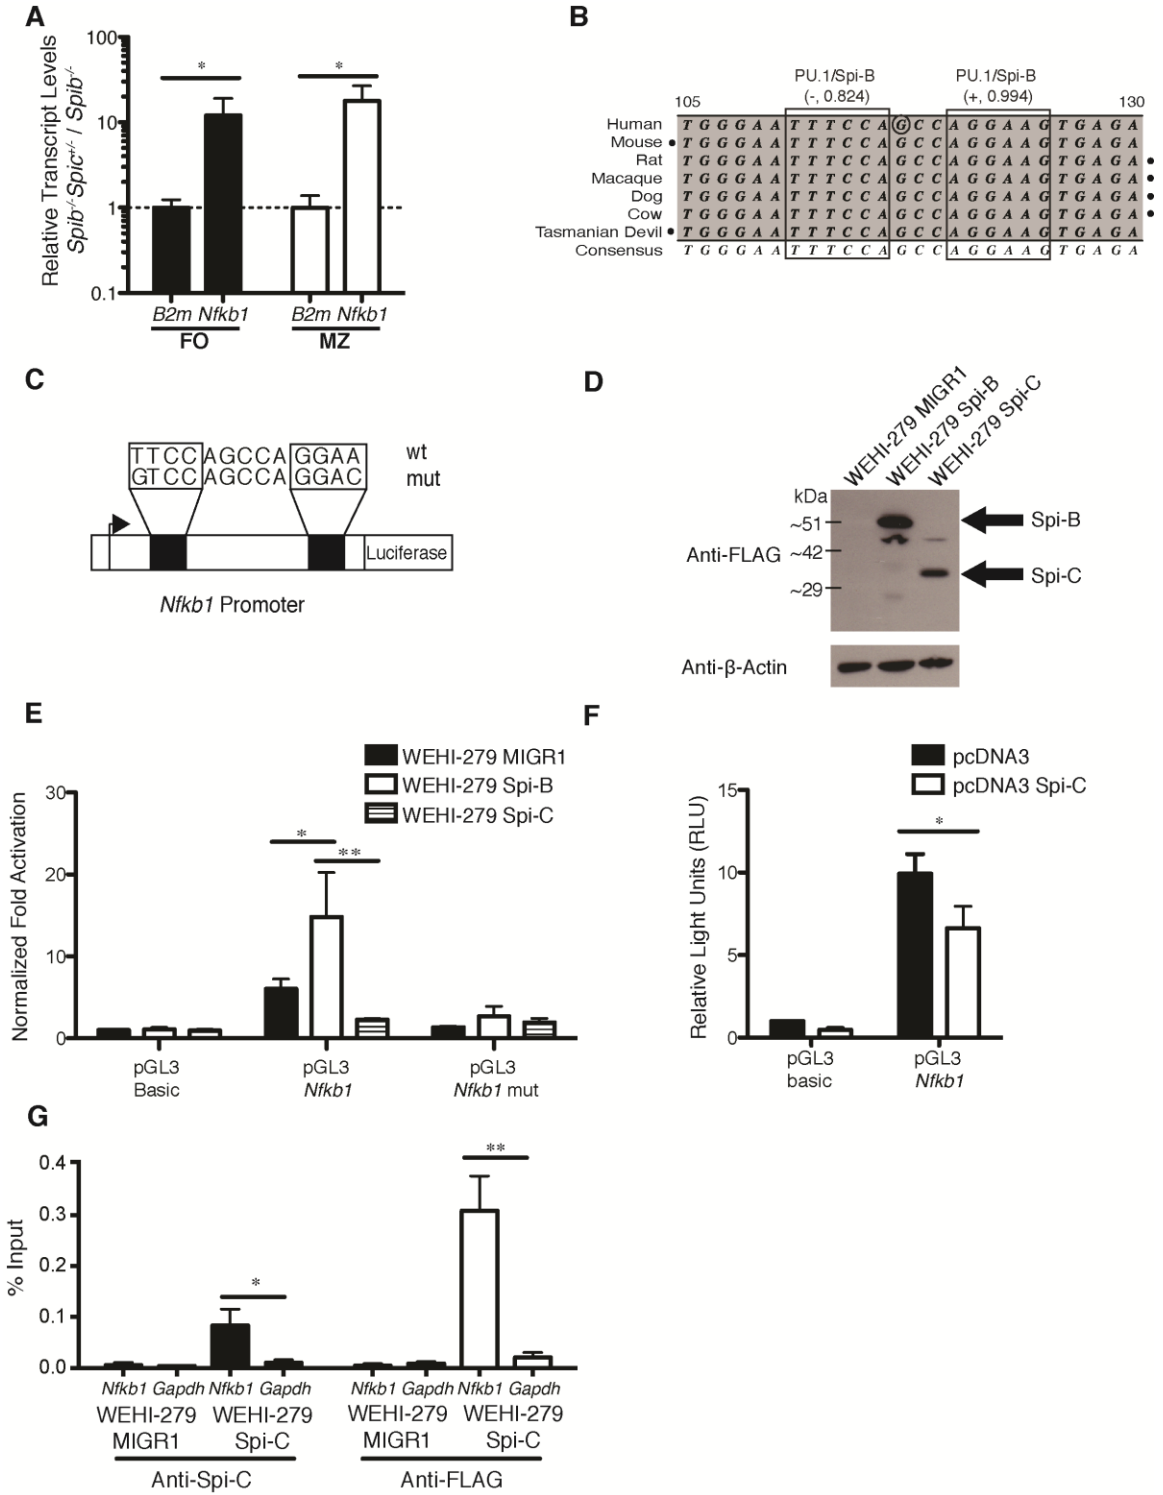 A
Relative Transcript Levels
Spib-/-Spic+/- / Spib-/-
100
10
1
0.1
*
*
B2m Nfkb1
B2m Nfkb1
FO
MZ
B
PU.1/Spi-B
(-, 0.824)
PU.1/Spi-B
(+, 0.994)
105
130
Human T G G G A A T T T C C A G C C A G G A A G T G A G A
Mouse T G G G A A T T T C C A G C C A G G A A G T G A G A
Rat T G G G A A T T T C C A G C C A G G A A G T G A G A
Macaque T G G G A A T T T C C A G C C A G G A A G T G A G A
Dog T G G G A A T T T C C A G C C A G G A A G T G A G A
Cow T G G G A A T T T C C A G C C A G G A A G T G A G A
Tasmanian Devil T G G G A A T T T C C A G C C A G G A A G T G A G A
Consensus T G G G A A T T T C C A G C C A G G A A G T G A G A
C
TTCC AGCCA GGAA wt
GTCC AGCCA GGAC mut
Luciferase
Nfkb1 Promoter
D
WEHI-279 MIGR1
WEHI-279 Spi-B
WEHI-279 Spi-C
kDa
~51
~42
~29
Anti-FLAG
Spi-B
Spi-C
Anti-β-Actin
E
WEHI-279 MIGR1
WEHI-279 Spi-B
WEHI-279 Spi-C
Normalized Fold Activation
30
20
10
0
*
**
pGL3
Basic
pGL3
Nfkb1
pGL3
Nfkb1 mut
F
pcDNA3
pcDNA3 Spi-C
Relative Light Units (RLU)
15
10
5
0
*
pGL3
basic
pGL3
Nfkb1
G
% Input
0.4
0.3
0.2
0.1
0.0
*
**
Nfkb1 Gapdh Nfkb1 Gapdh
Nfkb1 Gapdh Nfkb1 Gapdh
WEHI-279
MIGR1
WEHI-279
Spi-C
WEHI-279
MIGR1
WEHI-279
Spi-C
Anti-Spi-C
Anti-FLAG